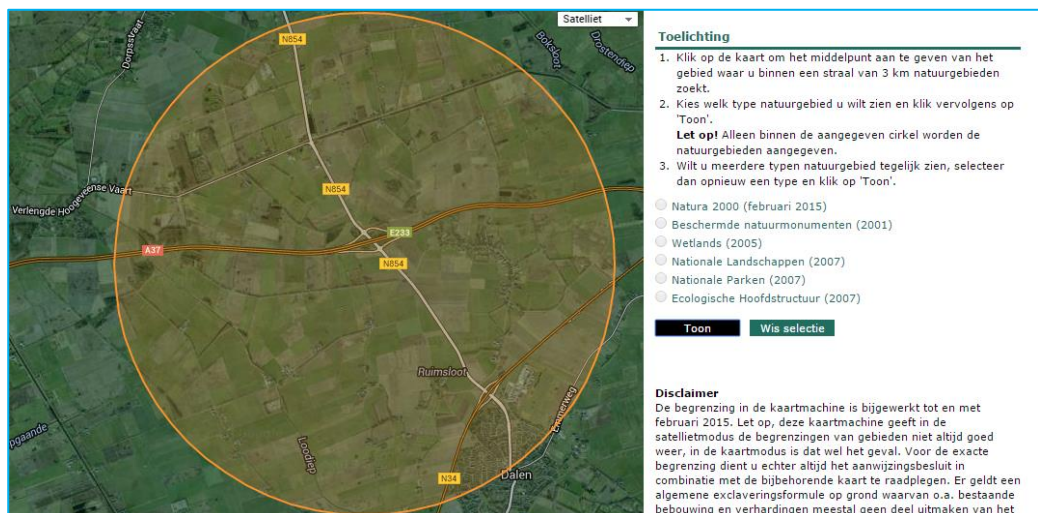 Satelliet
N854
Dorpsstraat
Boksloot
Drostendiep
N854
Verlengde Hoogeveense Vaart
E233
A37
N854
Ruimsloot
Loodiep
Emmerweg
Dalen
N34
Toelichting
1. Klik op de kaart om het middelpunt aan te geven van het
gebied waar u binnen een straal van 3 km natuurgebieden
zoekt.
2. Kies welk type natuurgebied u wilt zien en klik vervolgens op
'Toon'.
Let op! Alleen binnen de aangegeven cirkel worden de
natuurgebieden aangegeven.
3. Wilt u meerdere typen natuurgebied tegelijk zien, selecteer
dan opnieuw een type en klik op 'Toon'.
Natura 2000 (februari 2015)
Beschermde natuurmonumenten (2001)
Wetlands (2005)
Nationale Landschappen (2007)
Nationale Parken (2007)
Ecologische Hoofdstructuur (2007)
Toon Wis selectie
Disclaimer
De begrenzing in de kaartmachine is bijgewerkt tot en met
februari 2015. Let op, deze kaartmachine geeft in de
satellietmodus de begrenzingen van gebieden niet altijd goed
weer, in de kaartmodus is dat wel het geval. Voor de exacte
begrenzing dient u echter altijd het aanwijzingsbesluit in
combinatie met de bijbehorende kaart te raadplegen. Er geldt een
algemene exclaveringsformule op grond waarvan o.a. bestaande
bebouwing en verhardingen meestal geen deel uitmaken van het